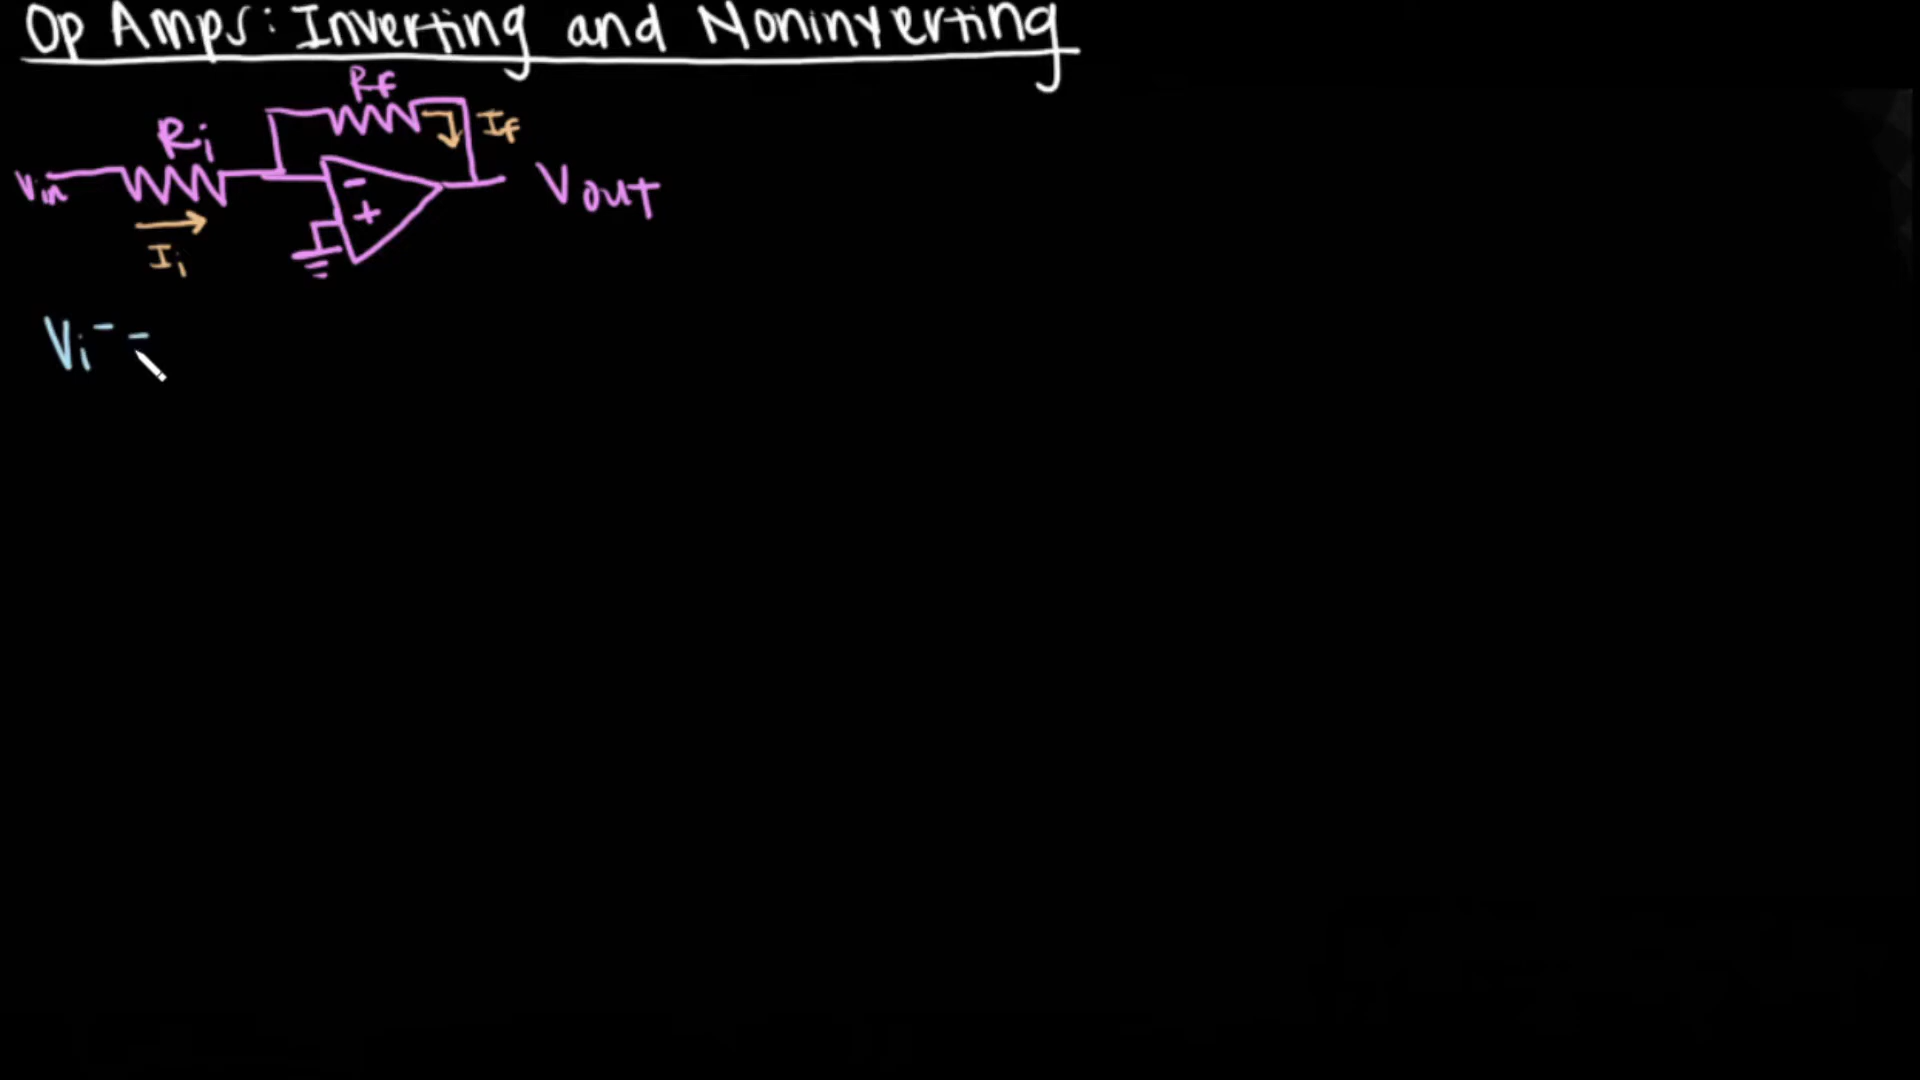 Op Amps: Inverting and Noninverting
Rf
Ri
If
Vin
-
Vout
+
Ii
Vi⁻ =